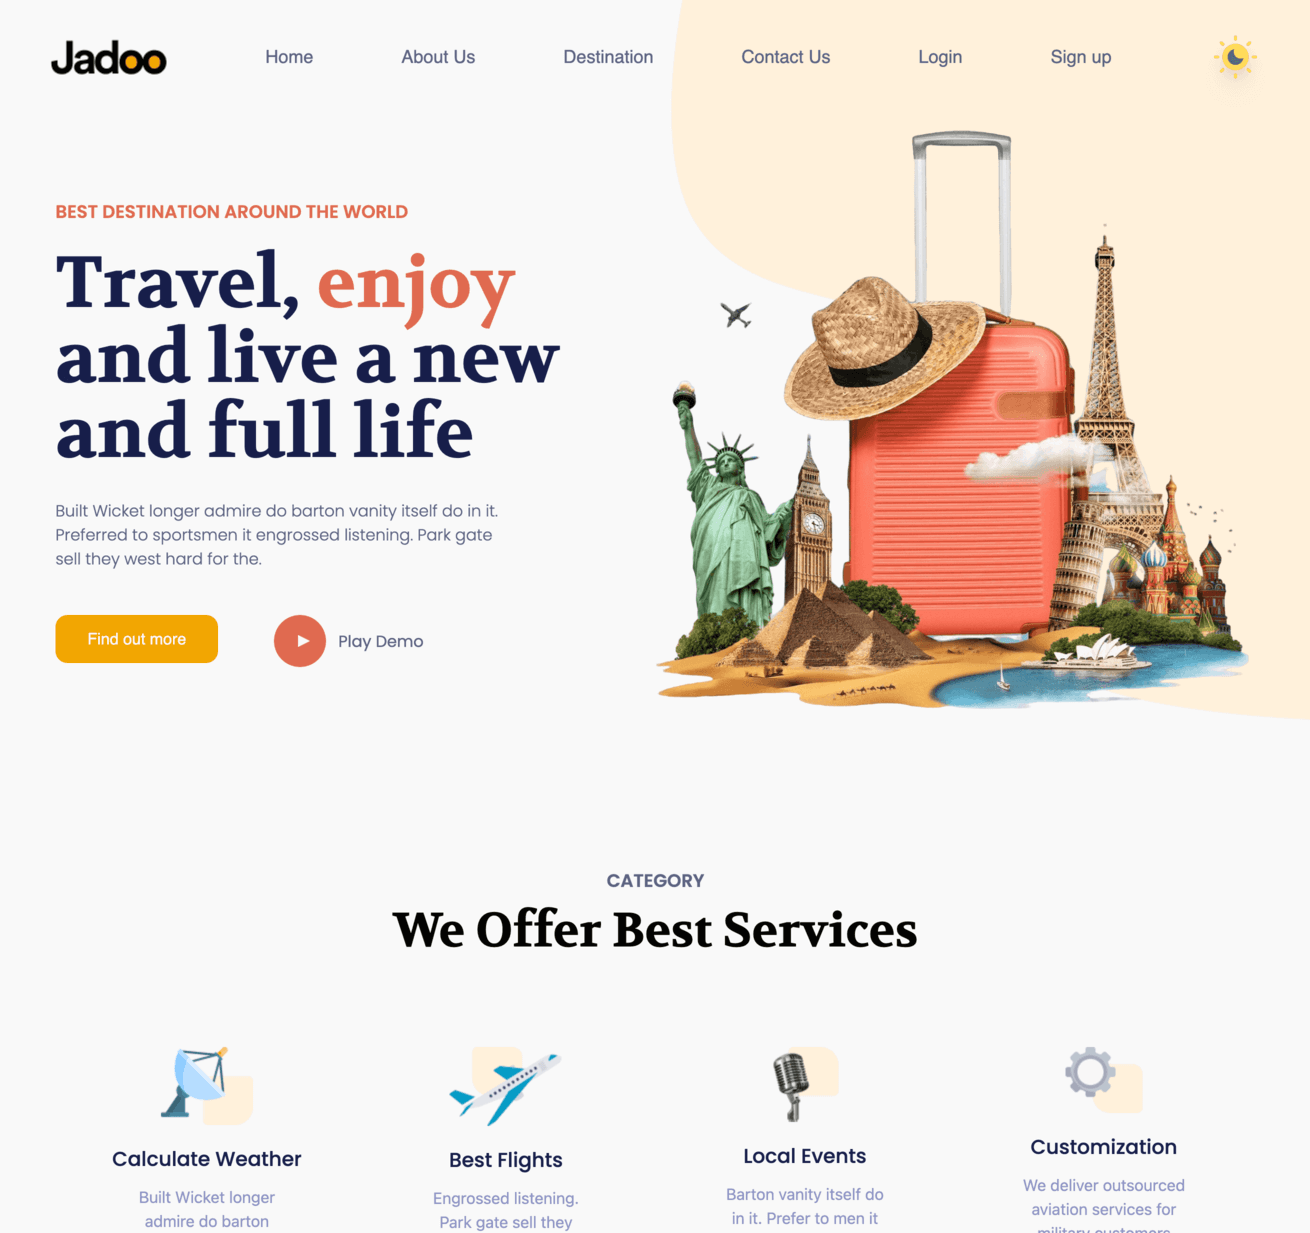 Jadoo
Home
About Us
Destination
Contact Us
Login
Sign up
BEST DESTINATION AROUND THE WORLD
Travel, enjoy
and live a new
and full life
Built Wicket longer admire do barton vanity itself do in it.
Preferred to sportsmen it engrossed listening. Park gate
sell they west hard for the.
Find out more
Play Demo
CATEGORY
We Offer Best Services
Calculate Weather
Built Wicket longer
admire do barton
Best Flights
Engrossed listening.
Park gate sell they
Local Events
Barton vanity itself do
in it. Prefer to men it
Customization
We deliver outsourced
aviation services for
military customers